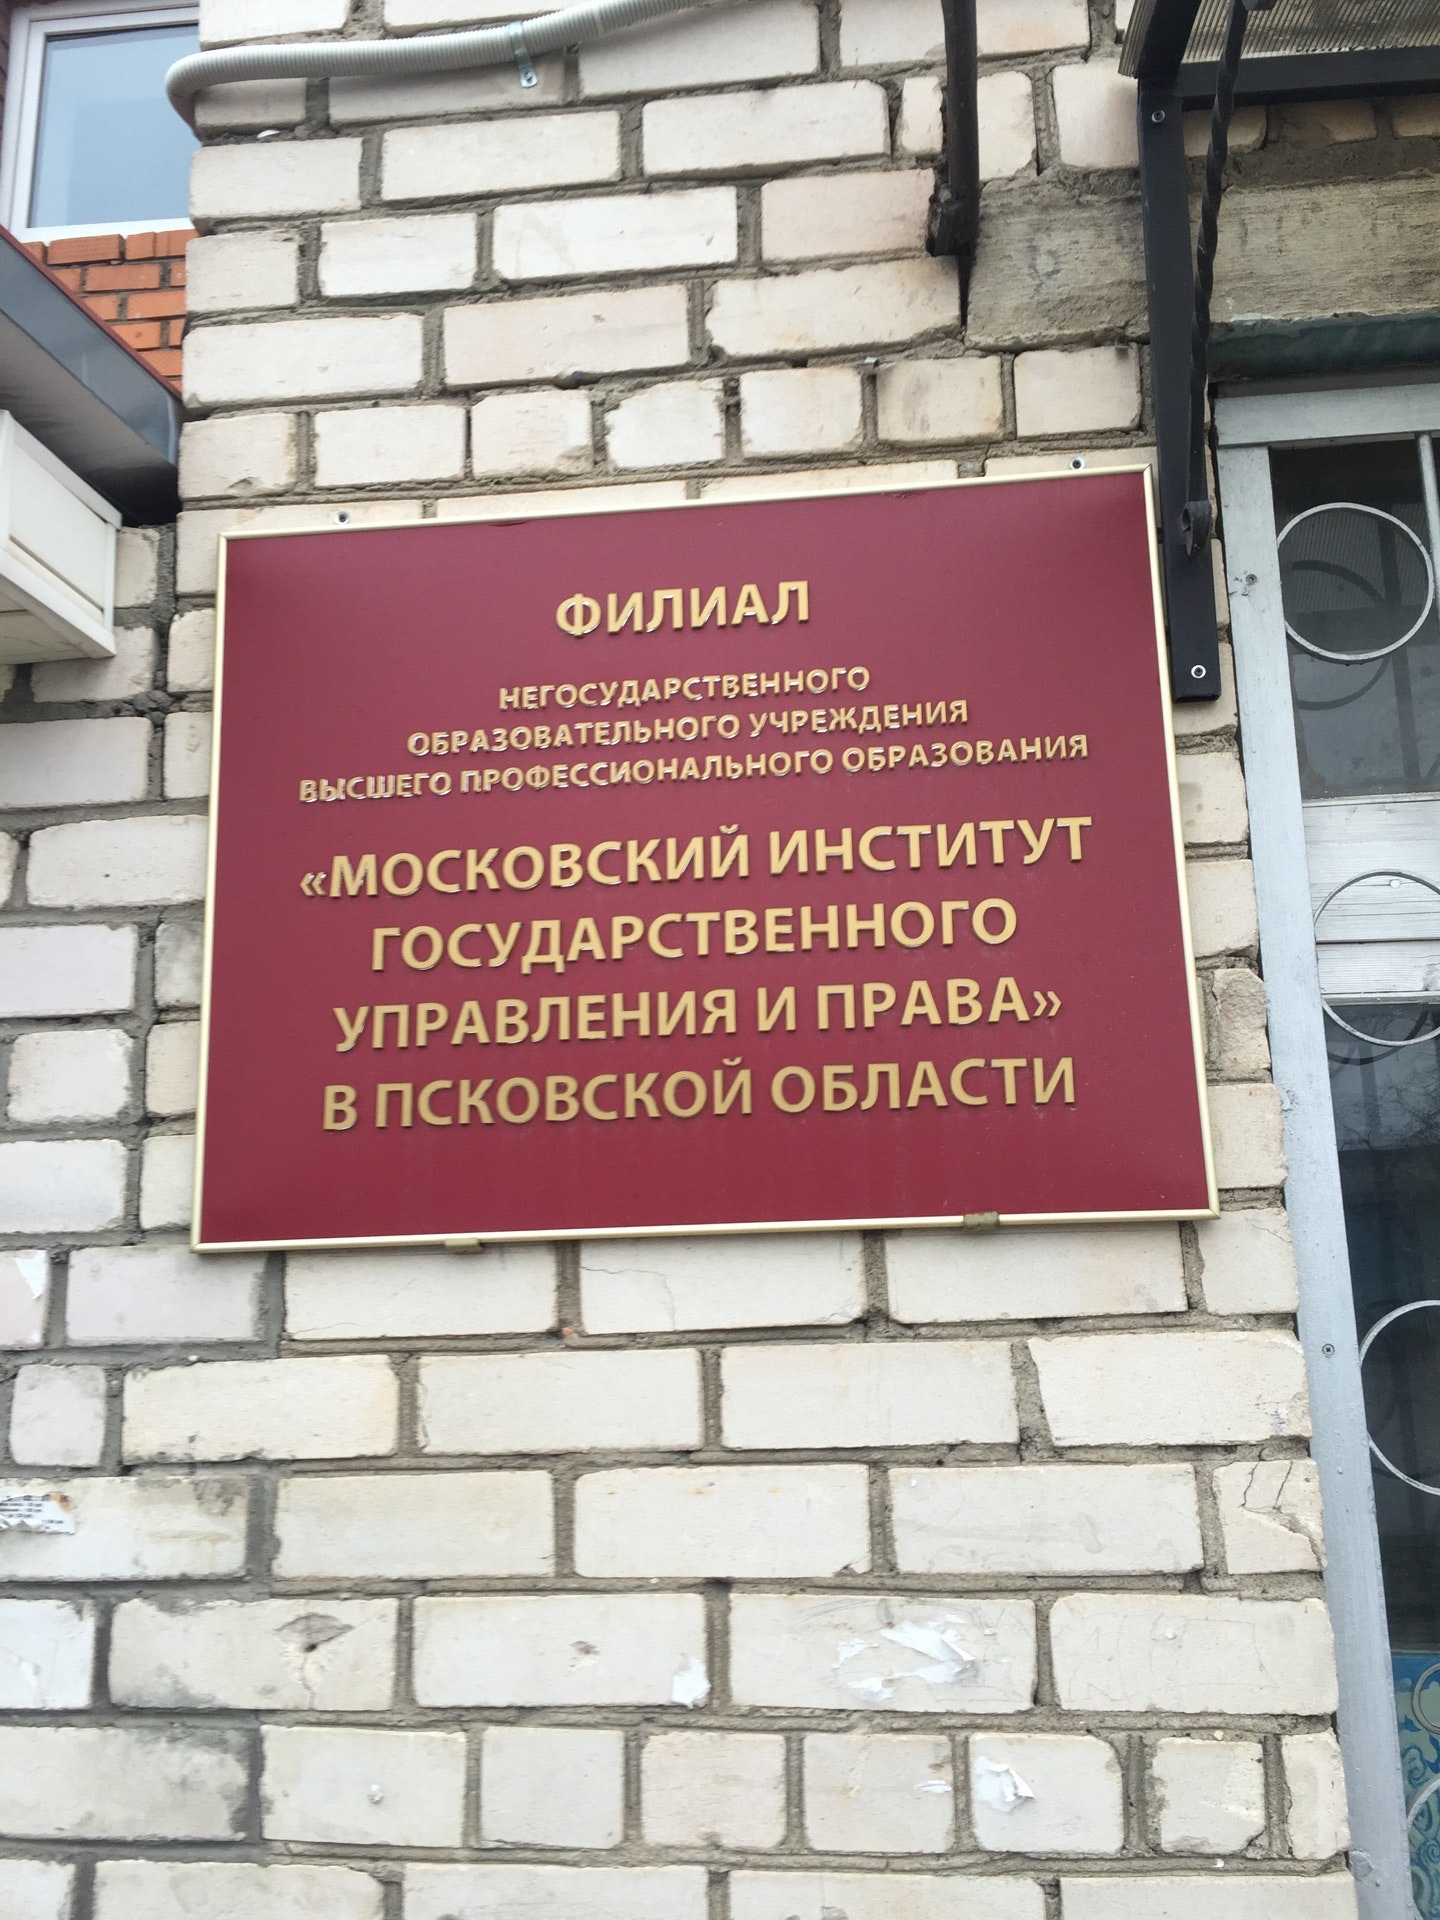 ФИЛИАЛ
НЕГОСУДАРСТВЕННОГО
ОБРАЗОВАТЕЛЬНОГО УЧРЕЖДЕНИЯ
ВЫСШЕГО ПРОФЕССИОНАЛЬНОГО ОБРАЗОВАНИЯ
«МОСКОВСКИЙ ИНСТИТУТ
ГОСУДАРСТВЕННОГО
УПРАВЛЕНИЯ И ПРАВА»
В ПСКОВСКОЙ ОБЛАСТИ